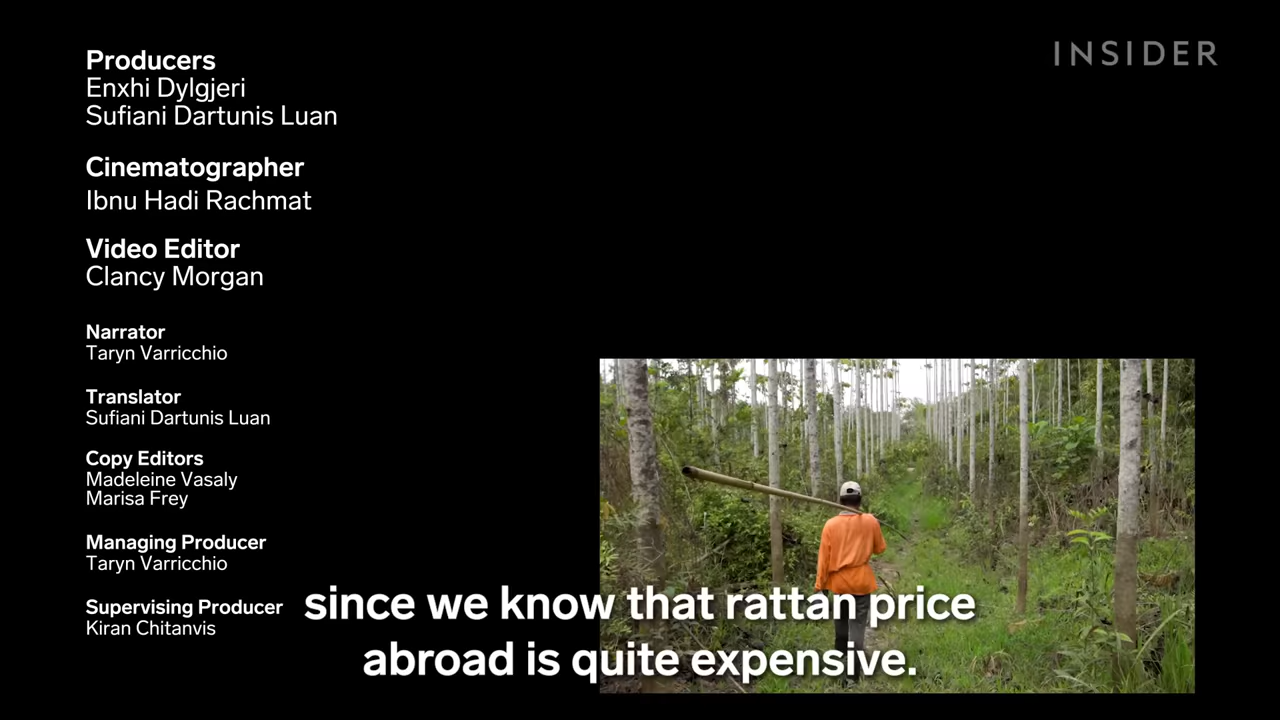 Producers
Enxhi Dylgjeri
Sufiani Dartunis Luan
Cinematographer
Ibnu Hadi Rachmat
Video Editor
Clancy Morgan
Narrator
Taryn Varricchio
Translator
Sufiani Dartunis Luan
Copy Editors
Madeleine Vasaly
Marisa Frey
Managing Producer
Taryn Varricchio
Supervising Producer
Kiran Chitanvis
INSIDER
since we know that rattan price
abroad is quite expensive.